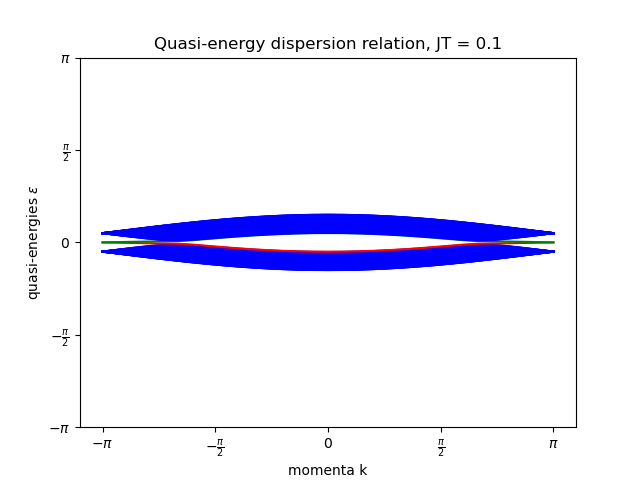 Quasi-energy dispersion relation, JT = 0.1
π
π/2
0
−π/2
−π
quasi-energies ε
−π
−π/2
0
π/2
π
momenta k